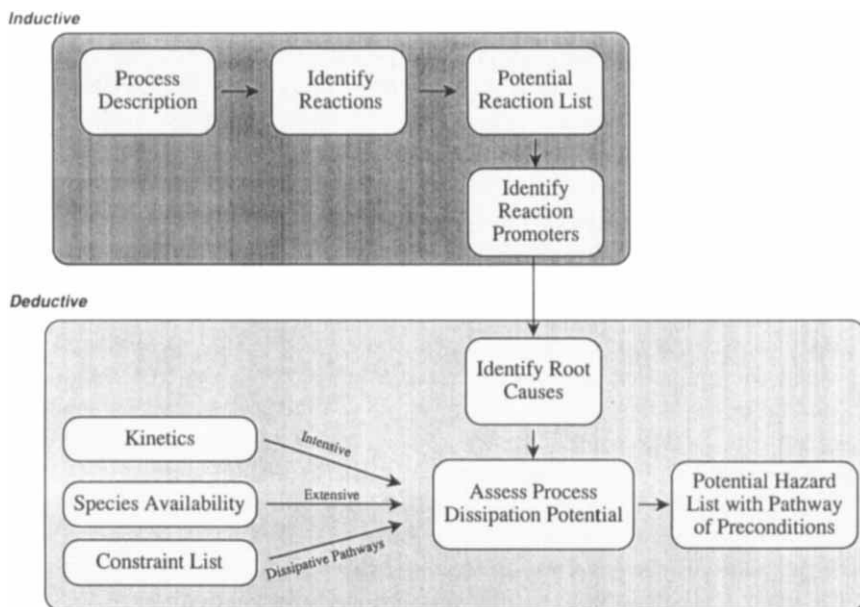 Inductive
Process
Description
Identify
Reactions
Potential
Reaction List
Identify
Reaction
Promoters
Deductive
Identify Root
Causes
Kinetics
Intensive
Species Availability
Extensive
Constraint List
Dissipative Pathways
Assess Process
Dissipation Potential
Potential Hazard
List with Pathway
of Preconditions